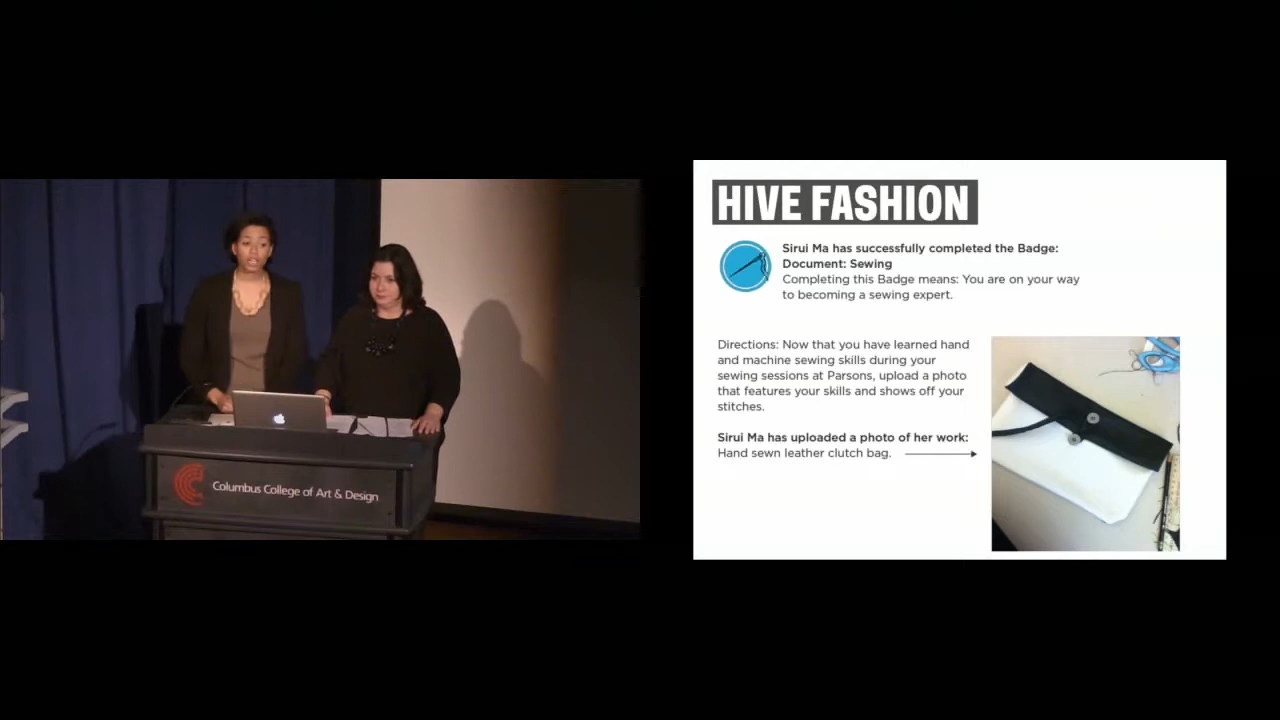 HIVE FASHION
Sirui Ma has successfully completed the Badge:
Document: Sewing
Completing this Badge means: You are on your way
to becoming a sewing expert.
Directions: Now that you have learned hand
and machine sewing skills during your
sewing sessions at Parsons, upload a photo
that features your skills and shows off your
stitches.
Sirui Ma has uploaded a photo of her work:
Hand sewn leather clutch bag.
Columbus College of Art & Design